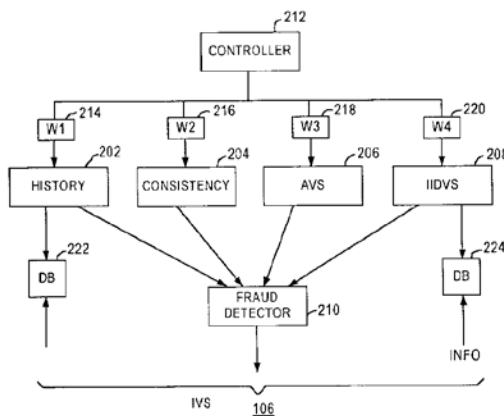 212
CONTROLLER
214
W1
216
W2
218
W3
220
W4
202
HISTORY
204
CONSISTENCY
206
AVS
208
IIDVS
222
DB
FRAUD
DETECTOR
210
224
DB
INFO
IVS
106